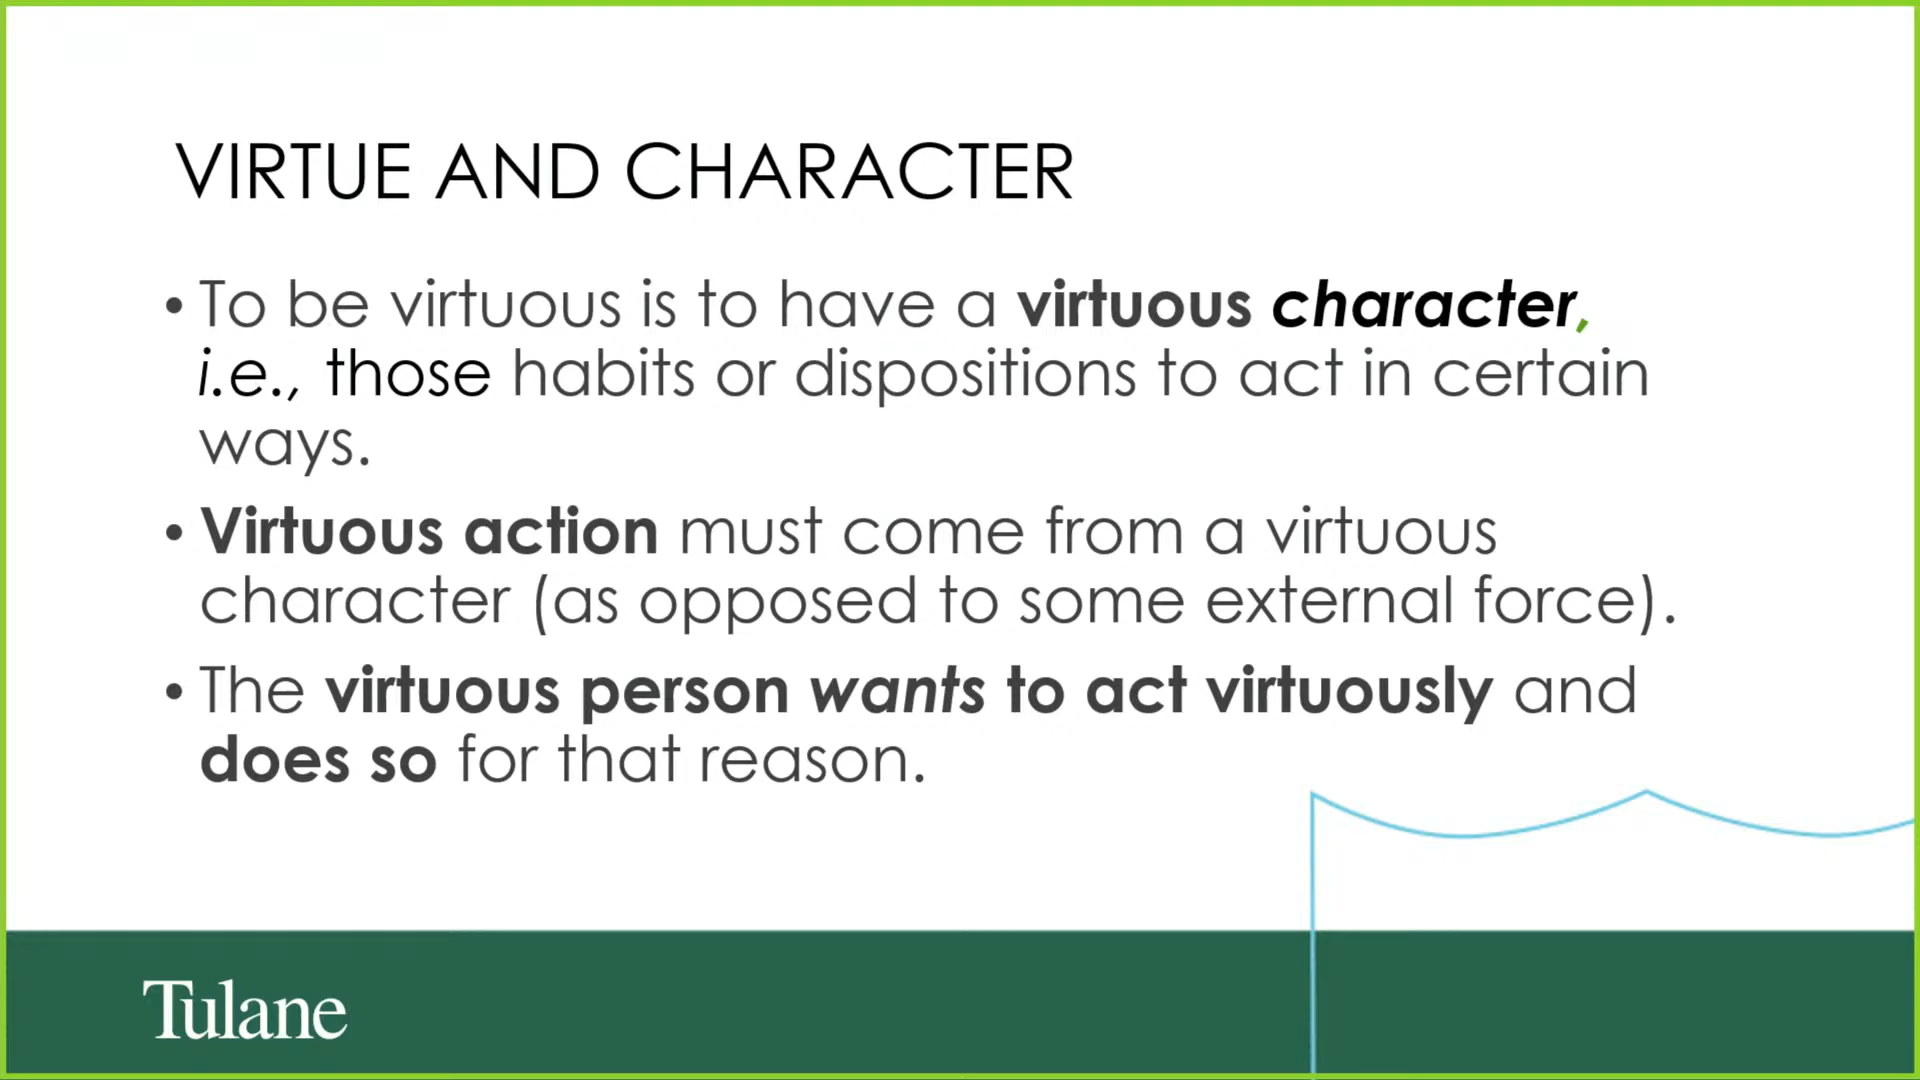 VIRTUE AND CHARACTER
• To be virtuous is to have a virtuous character,
i.e., those habits or dispositions to act in certain
ways.
• Virtuous action must come from a virtuous
character (as opposed to some external force).
• The virtuous person wants to act virtuously and
does so for that reason.
Tulane